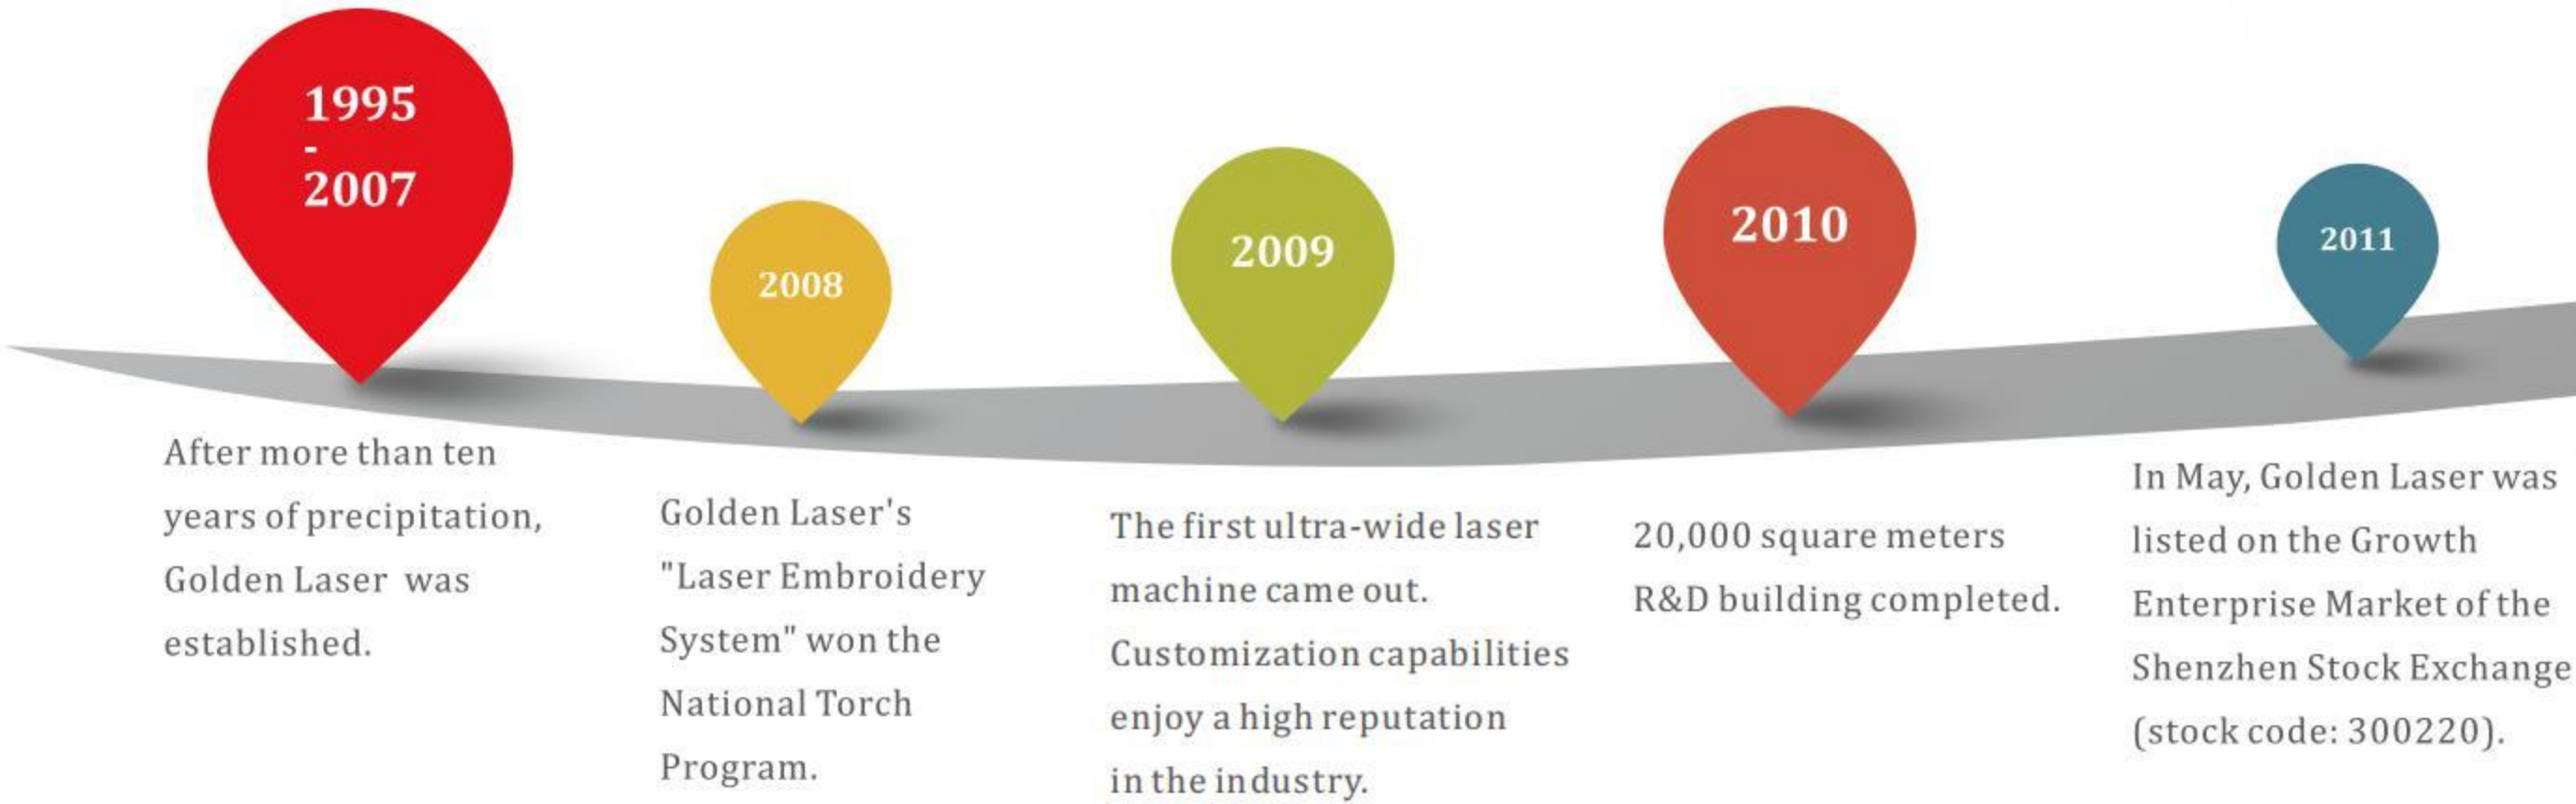 1995
-
2007
After more than ten
years of precipitation,
Golden Laser was
established.
2008
Golden Laser's
"Laser Embroidery
System" won the
National Torch
Program.
2009
The first ultra-wide laser
machine came out.
Customization capabilities
enjoy a high reputation
in the industry.
2010
20,000 square meters
R&D building completed.
2011
In May, Golden Laser was
listed on the Growth
Enterprise Market of the
Shenzhen Stock Exchange
(stock code: 300220).